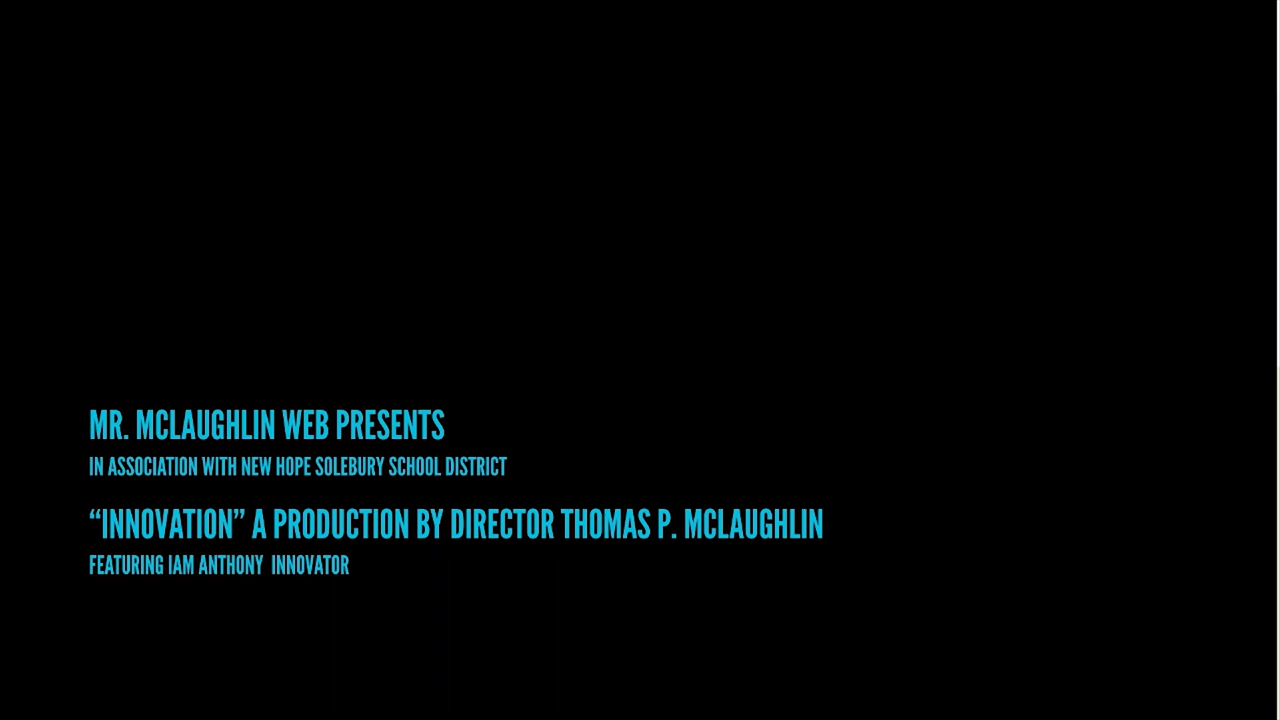 MR. MCLAUGHLIN WEB PRESENTS
IN ASSOCIATION WITH NEW HOPE SOLEBURY SCHOOL DISTRICT
“INNOVATION” A PRODUCTION BY DIRECTOR THOMAS P. MCLAUGHLIN
FEATURING IAM ANTHONY  INNOVATOR